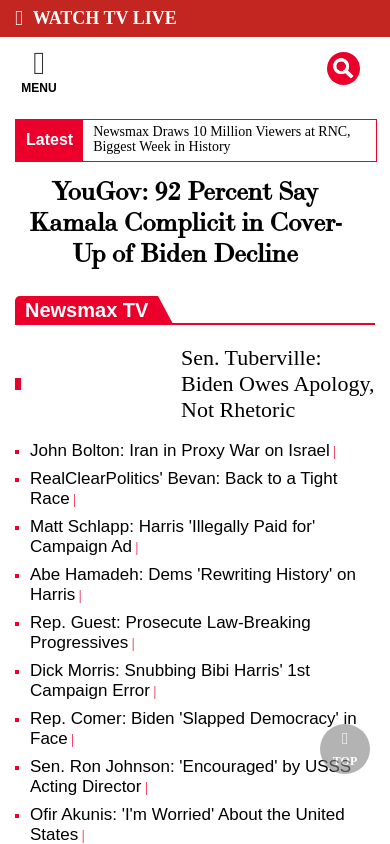 WATCH TV LIVE
MENU
Latest
Newsmax Draws 10 Million Viewers at RNC,
Biggest Week in History
YouGov: 92 Percent Say
Kamala Complicit in Cover-
Up of Biden Decline
Newsmax TV
Sen. Tuberville:
Biden Owes Apology,
Not Rhetoric
John Bolton: Iran in Proxy War on Israel |
RealClearPolitics' Bevan: Back to a Tight
Race |
Matt Schlapp: Harris 'Illegally Paid for'
Campaign Ad |
Abe Hamadeh: Dems 'Rewriting History' on
Harris |
Rep. Guest: Prosecute Law-Breaking
Progressives |
Dick Morris: Snubbing Bibi Harris' 1st
Campaign Error |
Rep. Comer: Biden 'Slapped Democracy' in
Face |
TOP
Sen. Ron Johnson: 'Encouraged' by USSS
Acting Director |
Ofir Akunis: 'I'm Worried' About the United
States |